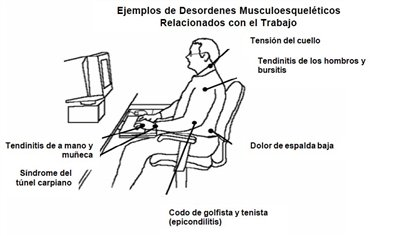 Ejemplos de Desordenes Musculoesqueléticos
Relacionados con el Trabajo
Tensión del cuello
Tendinitis de los hombros y
bursitis
Tendinitis de a mano y
muñeca
Dolor de espalda baja
Síndrome del
túnel carpiano
Codo de golfista y tenista
(epicondilitis)